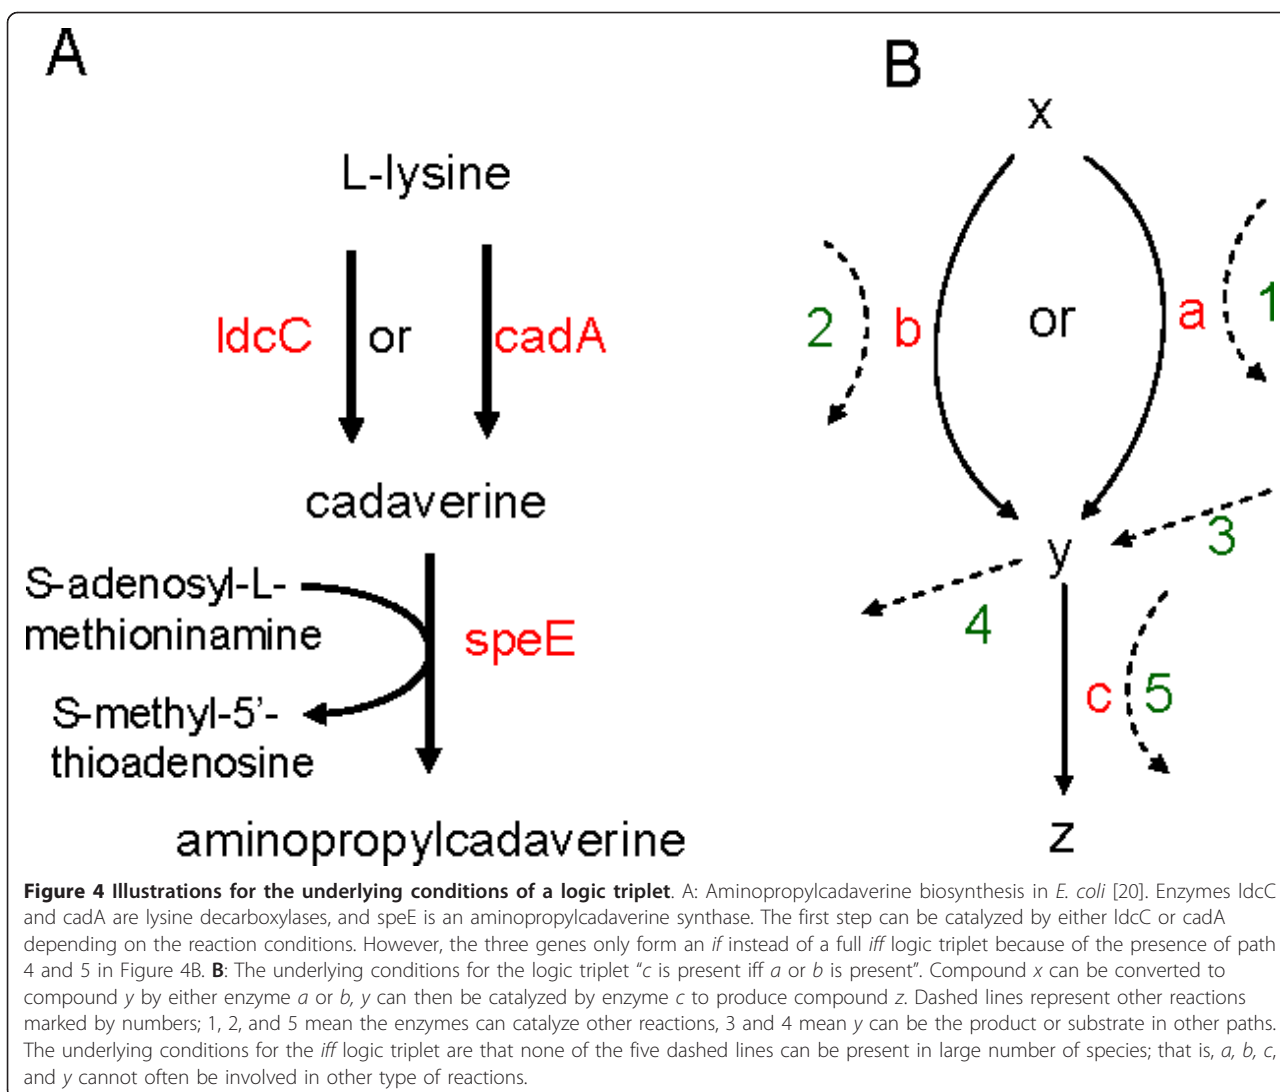 A
L-lysine
ldcC or cadA
cadaverine
S-adenosyl-L-
methioninamine
speE
S-methyl-5'-
thioadenosine
aminopropylcadaverine
B
x
2 b or a 1
y
3
4
c 5
z
Figure 4 Illustrations for the underlying conditions of a logic triplet. A: Aminopropylcadaverine biosynthesis in E. coli [20]. Enzymes ldcC
and cadA are lysine decarboxylases, and speE is an aminopropylcadaverine synthase. The first step can be catalyzed by either ldcC or cadA
depending on the reaction conditions. However, the three genes only form an if instead of a full iff logic triplet because of the presence of path
4 and 5 in Figure 4B. B: The underlying conditions for the logic triplet “c is present iff a or b is present”. Compound x can be converted to
compound y by either enzyme a or b, y can then be catalyzed by enzyme c to produce compound z. Dashed lines represent other reactions
marked by numbers; 1, 2, and 5 mean the enzymes can catalyze other reactions, 3 and 4 mean y can be the product or substrate in other paths.
The underlying conditions for the iff logic triplet are that none of the five dashed lines can be present in large number of species; that is, a, b, c,
and y cannot often be involved in other type of reactions.